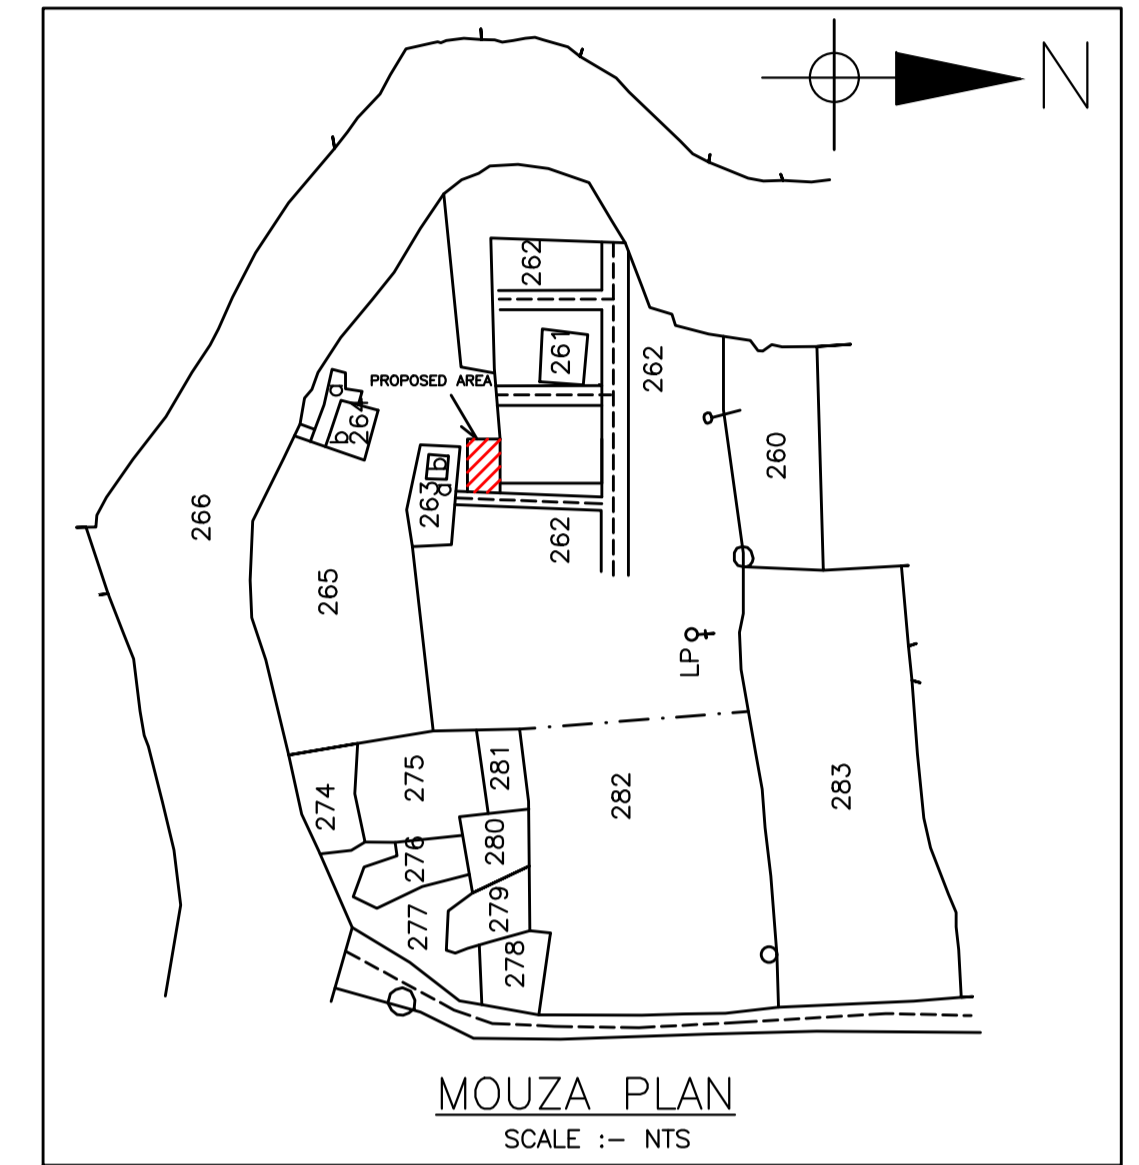 N
262
261
262
PROPOSED AREA
a
b
264
b
a
263
260
266
262
265
LP
275
281
274
282
283
276
280
277
279
278
MOUZA PLAN
SCALE :– NTS